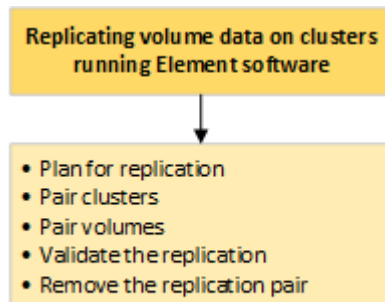 Replicating volume data on clusters
running Element software
• Plan for replication
• Pair clusters
• Pair volumes
• Validate the replication
• Remove the replication pair